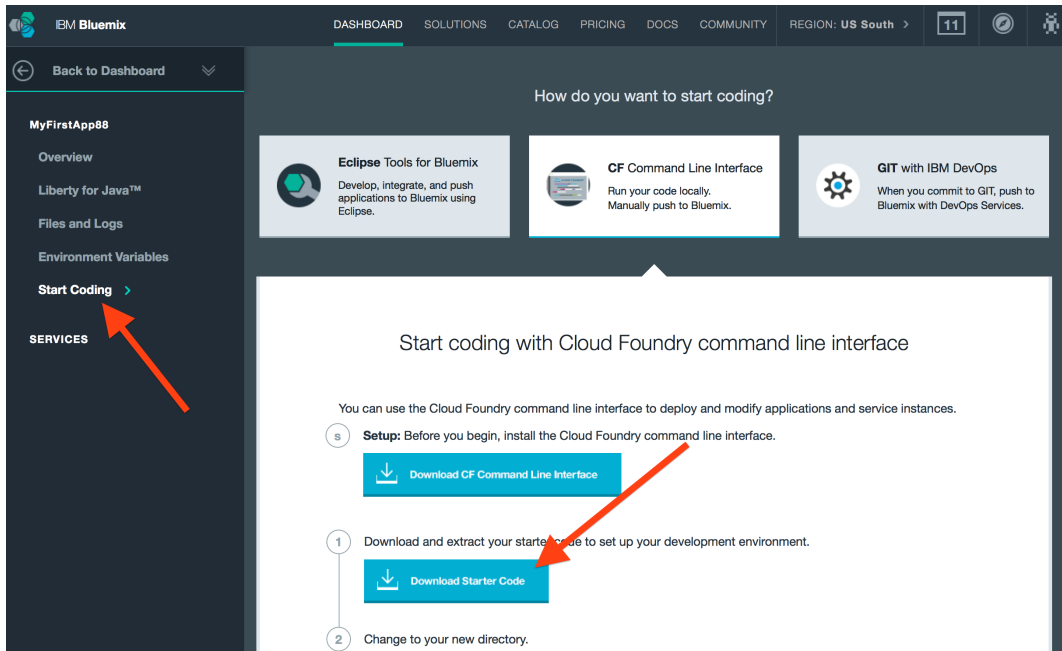 IBM Bluemix
DASHBOARD SOLUTIONS CATALOG PRICING DOCS COMMUNITY REGION: US South > 11
Back to Dashboard
MyFirstApp88
Overview
Liberty for Java™
Files and Logs
Environment Variables
Start Coding >
SERVICES
How do you want to start coding?
Eclipse Tools for Bluemix
Develop, integrate, and push
applications to Bluemix using
Eclipse.
CF Command Line Interface
Run your code locally.
Manually push to Bluemix.
GIT with IBM DevOps
When you commit to GIT, push to
Bluemix with DevOps Services.
Start coding with Cloud Foundry command line interface
You can use the Cloud Foundry command line interface to deploy and modify applications and service instances.
S Setup: Before you begin, install the Cloud Foundry command line interface.
Download CF Command Line Interface
1 Download and extract your starter code to set up your development environment.
Download Starter Code
2 Change to your new directory.